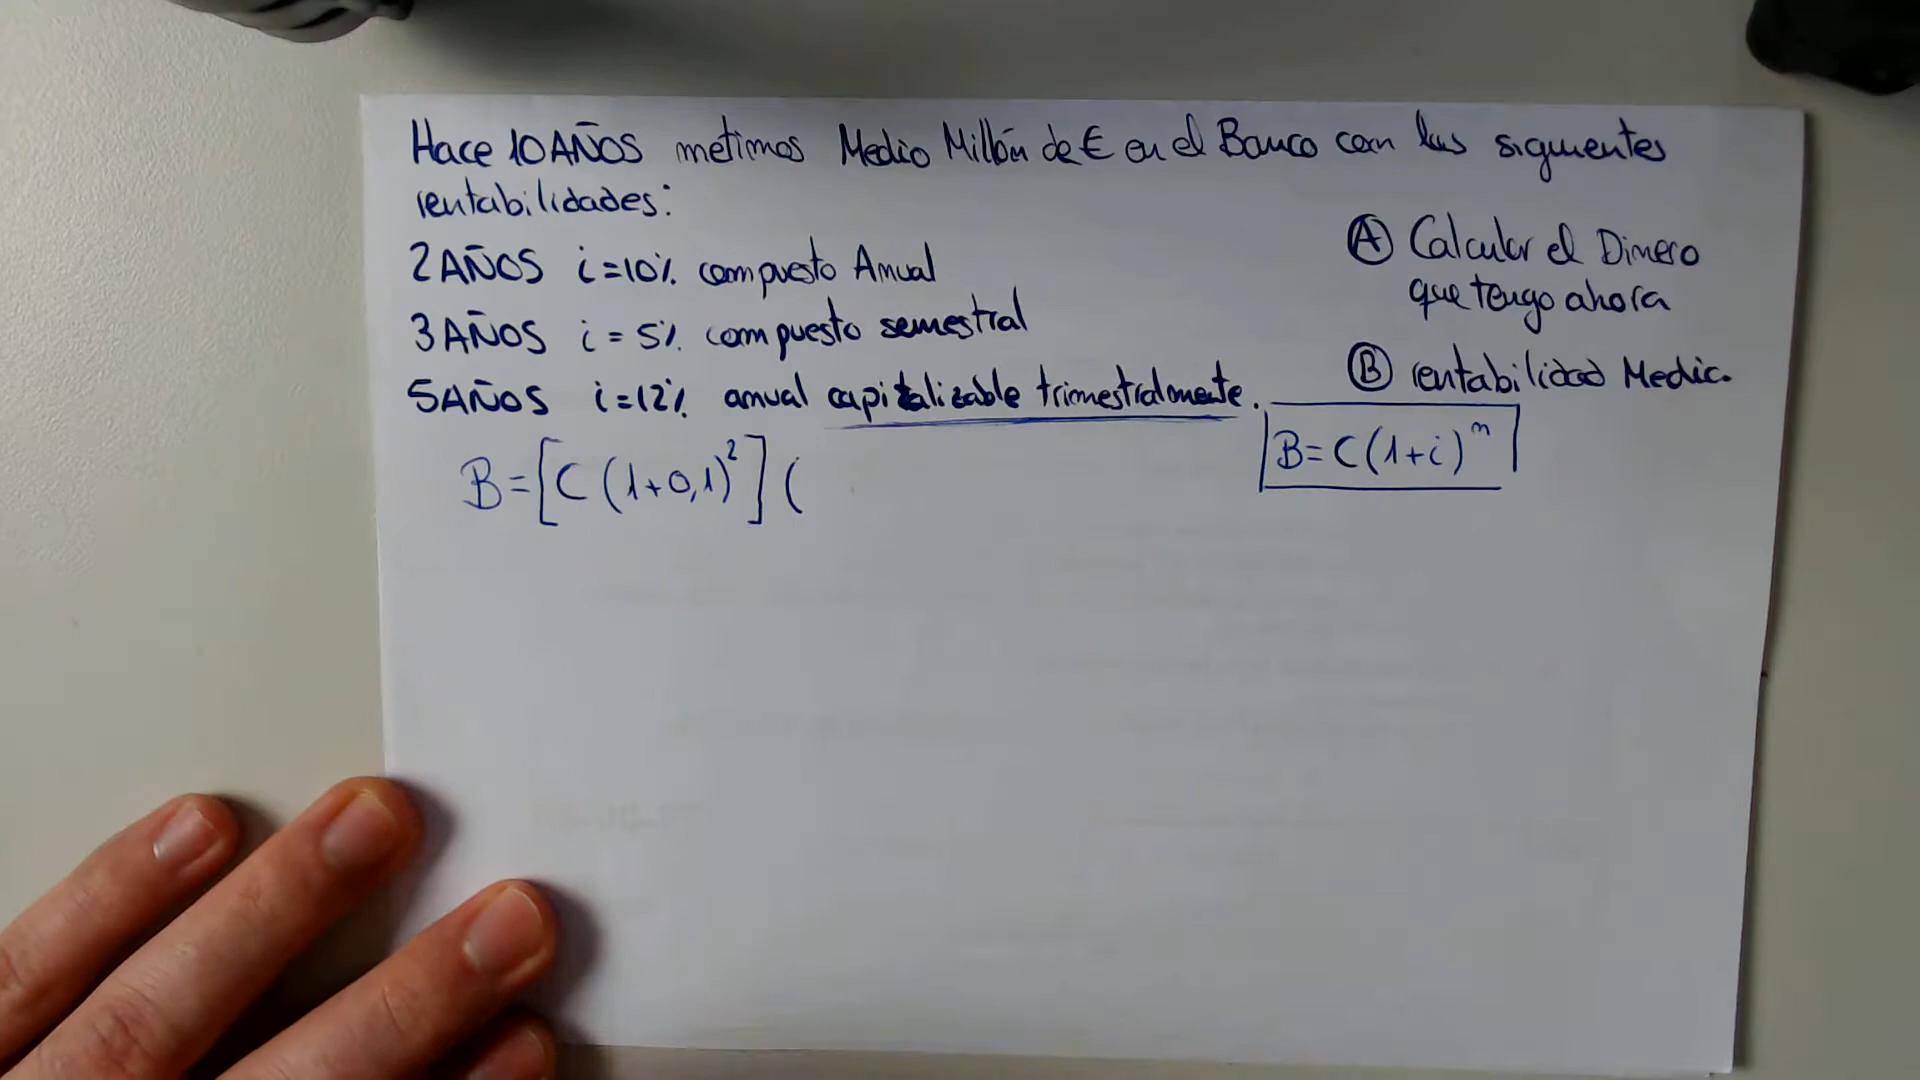 Hace 10 AÑOS metimos Medio Millón de € en el Banco con las siguientes
rentabilidades:
2 AÑOS i=10% compuesto Anual
3 AÑOS i=5% compuesto semestral
5 AÑOS i=12% anual capitalizable trimestralmente.
Ⓐ Calcular el Dinero
que tengo ahora
Ⓑ rentabilidad Media.
B=C(1+i)^n
B=[C(1+0,1)^2](